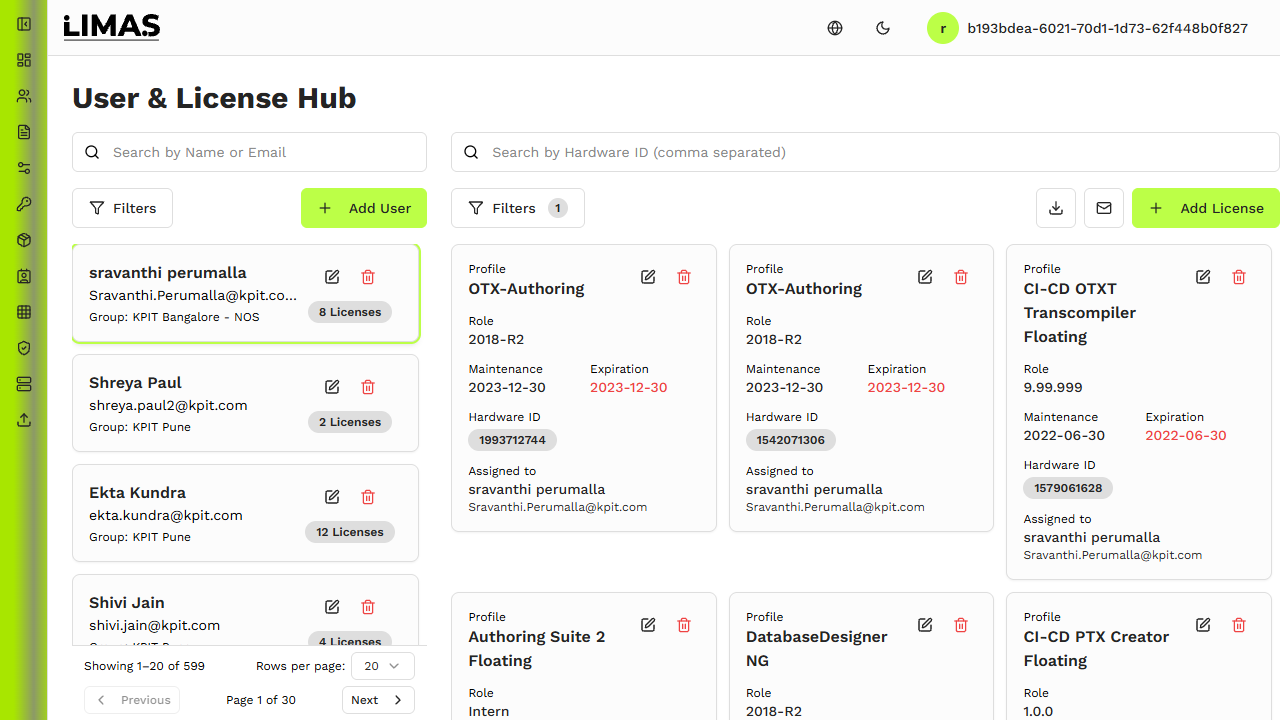 LIMAS
r
b193bdea-6021-70d1-1d73-62f448b0f827
User & License Hub
Search by Name or Email
Filters
Add User
sravanthi perumalla
Sravanthi.Perumalla@kpit.co...
Group: KPIT Bangalore - NOS
8 Licenses
Shreya Paul
shreya.paul2@kpit.com
Group: KPIT Pune
2 Licenses
Ekta Kundra
ekta.kundra@kpit.com
Group: KPIT Pune
12 Licenses
Shivi Jain
shivi.jain@kpit.com
4 Licenses
Showing 1–20 of 599
Rows per page:
20
Previous
Page 1 of 30
Next
Search by Hardware ID (comma separated)
Filters
1
Add License
Profile
OTX-Authoring
Role
2018-R2
Maintenance
2023-12-30
Expiration
2023-12-30
Hardware ID
1993712744
Assigned to
sravanthi perumalla
Sravanthi.Perumalla@kpit.com
Profile
OTX-Authoring
Role
2018-R2
Maintenance
2023-12-30
Expiration
2023-12-30
Hardware ID
1542071306
Assigned to
sravanthi perumalla
Sravanthi.Perumalla@kpit.com
Profile
CI-CD OTXT
Transcompiler
Floating
Role
9.99.999
Maintenance
2022-06-30
Expiration
2022-06-30
Hardware ID
1579061628
Assigned to
sravanthi perumalla
Sravanthi.Perumalla@kpit.com
Profile
Authoring Suite 2
Floating
Role
Intern
Profile
DatabaseDesigner
NG
Role
2018-R2
Profile
CI-CD PTX Creator
Floating
Role
1.0.0